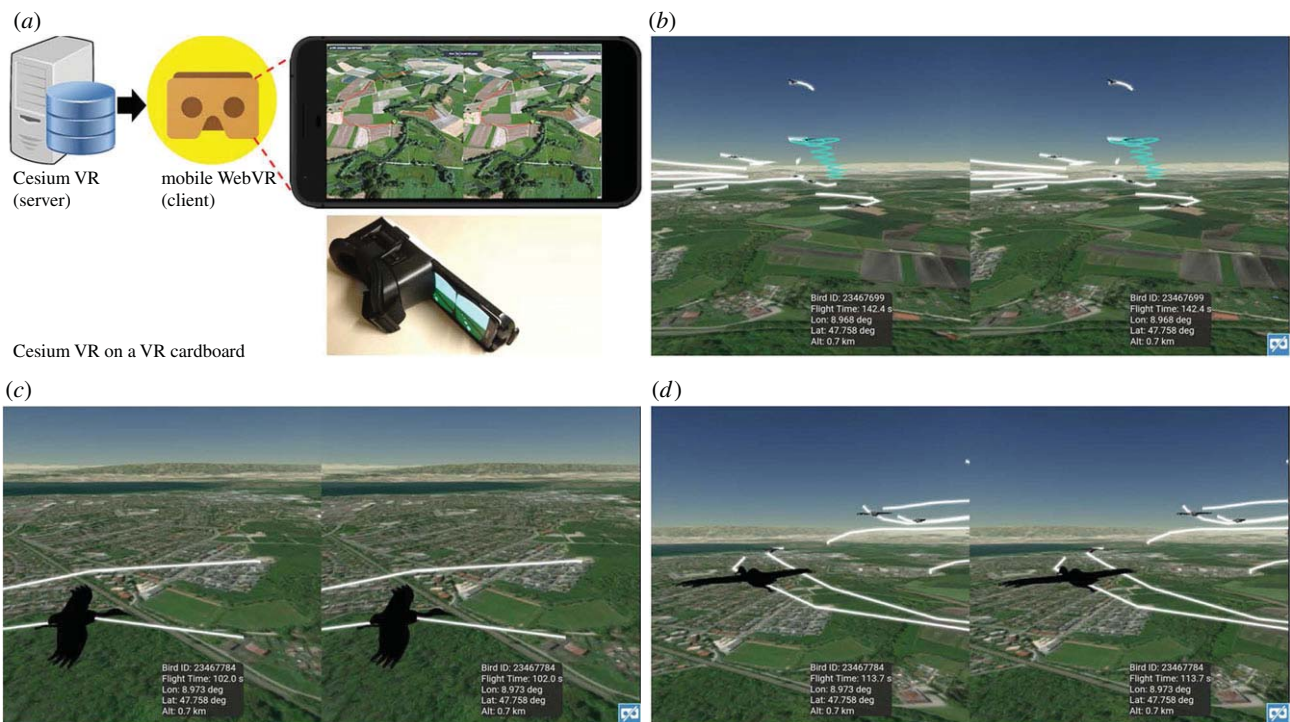 (a)
Cesium VR
(server)
mobile WebVR
(client)
Cesium VR on a VR cardboard
(b)
Bird ID: 23467699
Flight Time: 142.4 s
Lon: 8.968 deg
Lat: 47.758 deg
Alt: 0.7 km
Bird ID: 23467699
Flight Time: 142.4 s
Lon: 8.968 deg
Lat: 47.758 deg
Alt: 0.7 km
(c)
Bird ID: 23467784
Flight Time: 102.0 s
Lon: 8.973 deg
Lat: 47.758 deg
Alt: 0.7 km
Bird ID: 23467784
Flight Time: 102.0 s
Lon: 8.973 deg
Lat: 47.758 deg
Alt: 0.7 km
(d)
Bird ID: 23467784
Flight Time: 113.7 s
Lon: 8.973 deg
Lat: 47.758 deg
Alt: 0.7 km
Bird ID: 23467784
Flight Time: 113.7 s
Lon: 8.973 deg
Lat: 47.758 deg
Alt: 0.7 km